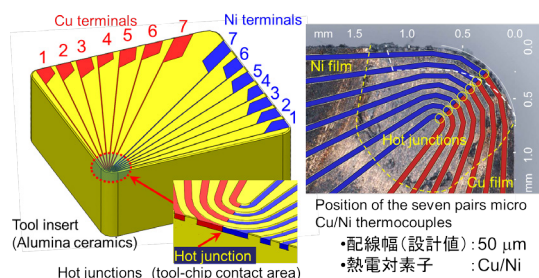 Cu terminals
Ni terminals
1 2 3 4 5 6 7
7
6
5
4
3
2
1
Hot junction
Tool insert
(Alumina ceramics)
Hot junctions (tool-chip contact area)
1.5 1.0 0.5 0.0
mm
0.0
0.5
1.0
mm
Ni film
Hot junctions
Cu film
Position of the seven pairs micro
Cu/Ni thermocouples
•配線幅(設計値):50 μm
•熱電対素子 :Cu/Ni